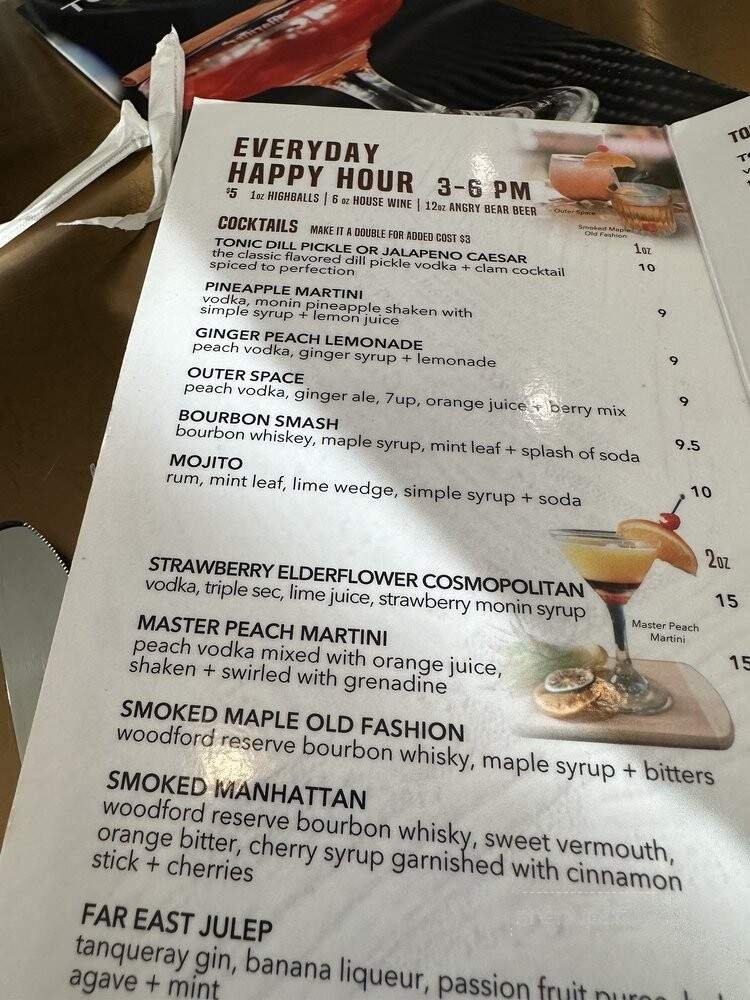 EVERYDAY
HAPPY HOUR 3-6 PM
$5 1oz HIGHBALLS | 6 oz HOUSE WINE | 12oz ANGRY BEAR BEER
Outer Space
Smoked Maple
Old Fashion
COCKTAILS MAKE IT A DOUBLE FOR ADDED COST $3
1oz
TONIC DILL PICKLE OR JALAPENO CAESAR 10
the classic flavored dill pickle vodka + clam cocktail
spiced to perfection
PINEAPPLE MARTINI 9
vodka, monin pineapple shaken with
simple syrup + lemon juice
GINGER PEACH LEMONADE 9
peach vodka, ginger syrup + lemonade
OUTER SPACE 9
peach vodka, ginger ale, 7up, orange juice + berry mix
BOURBON SMASH 9.5
bourbon whiskey, maple syrup, mint leaf + splash of soda
MOJITO 10
rum, mint leaf, lime wedge, simple syrup + soda
2oz
STRAWBERRY ELDERFLOWER COSMOPOLITAN 15
vodka, triple sec, lime juice, strawberry monin syrup
Master Peach
Martini
MASTER PEACH MARTINI 15
peach vodka mixed with orange juice,
shaken + swirled with grenadine
SMOKED MAPLE OLD FASHION
woodford reserve bourbon whisky, maple syrup + bitters
SMOKED MANHATTAN
woodford reserve bourbon whisky, sweet vermouth,
orange bitter, cherry syrup garnished with cinnamon
stick + cherries
FAR EAST JULEP
tanqueray gin, banana liqueur, passion fruit
agave + mint